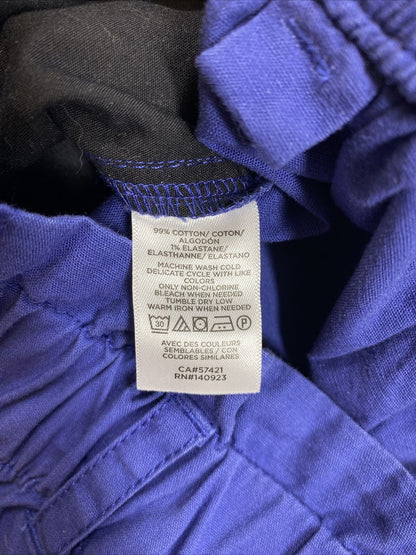 99% COTTON/ COTON/
ALGODÓN
1% ELASTANE/
ELASTHANNE/ ELASTANO
MACHINE WASH COLD
DELICATE CYCLE WITH LIKE
COLORS
ONLY NON-CHLORINE
BLEACH WHEN NEEDED
TUMBLE DRY LOW
WARM IRON WHEN NEEDED
30
AVEC DES COULEURS
SEMBLABLES / CON
COLORES SIMILARES
CA#57421
RN#140923